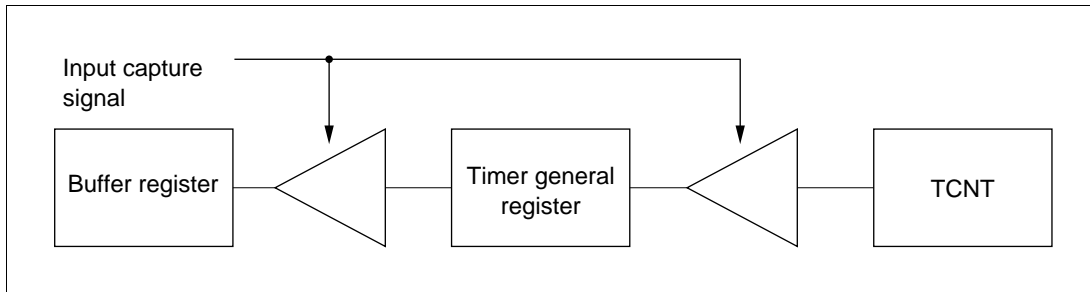 Input capture
signal
Buffer register
Timer general
register
TCNT